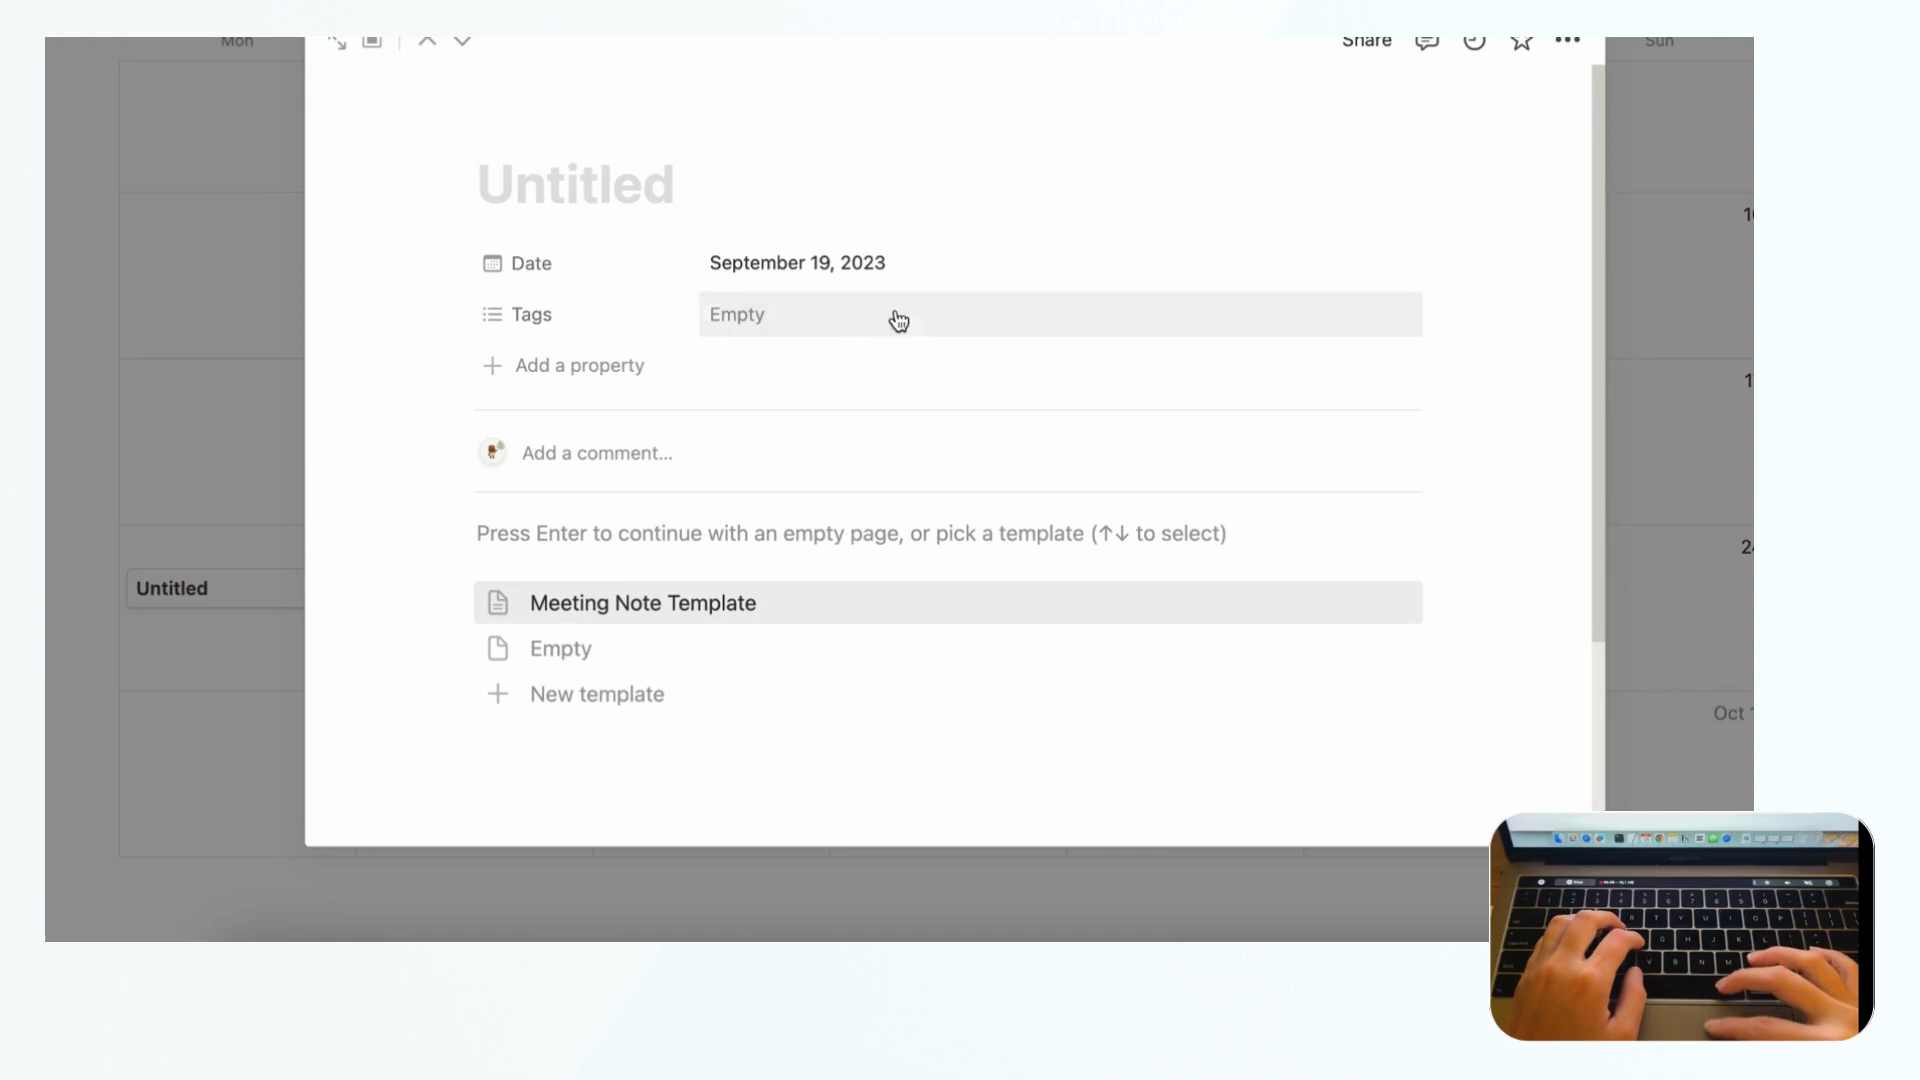 Mon
Share
Sun
Untitled
Date
September 19, 2023
Tags
Empty
Add a property
Add a comment...
Press Enter to continue with an empty page, or pick a template (↑↓ to select)
Untitled
Meeting Note Template
Empty
New template
Oct